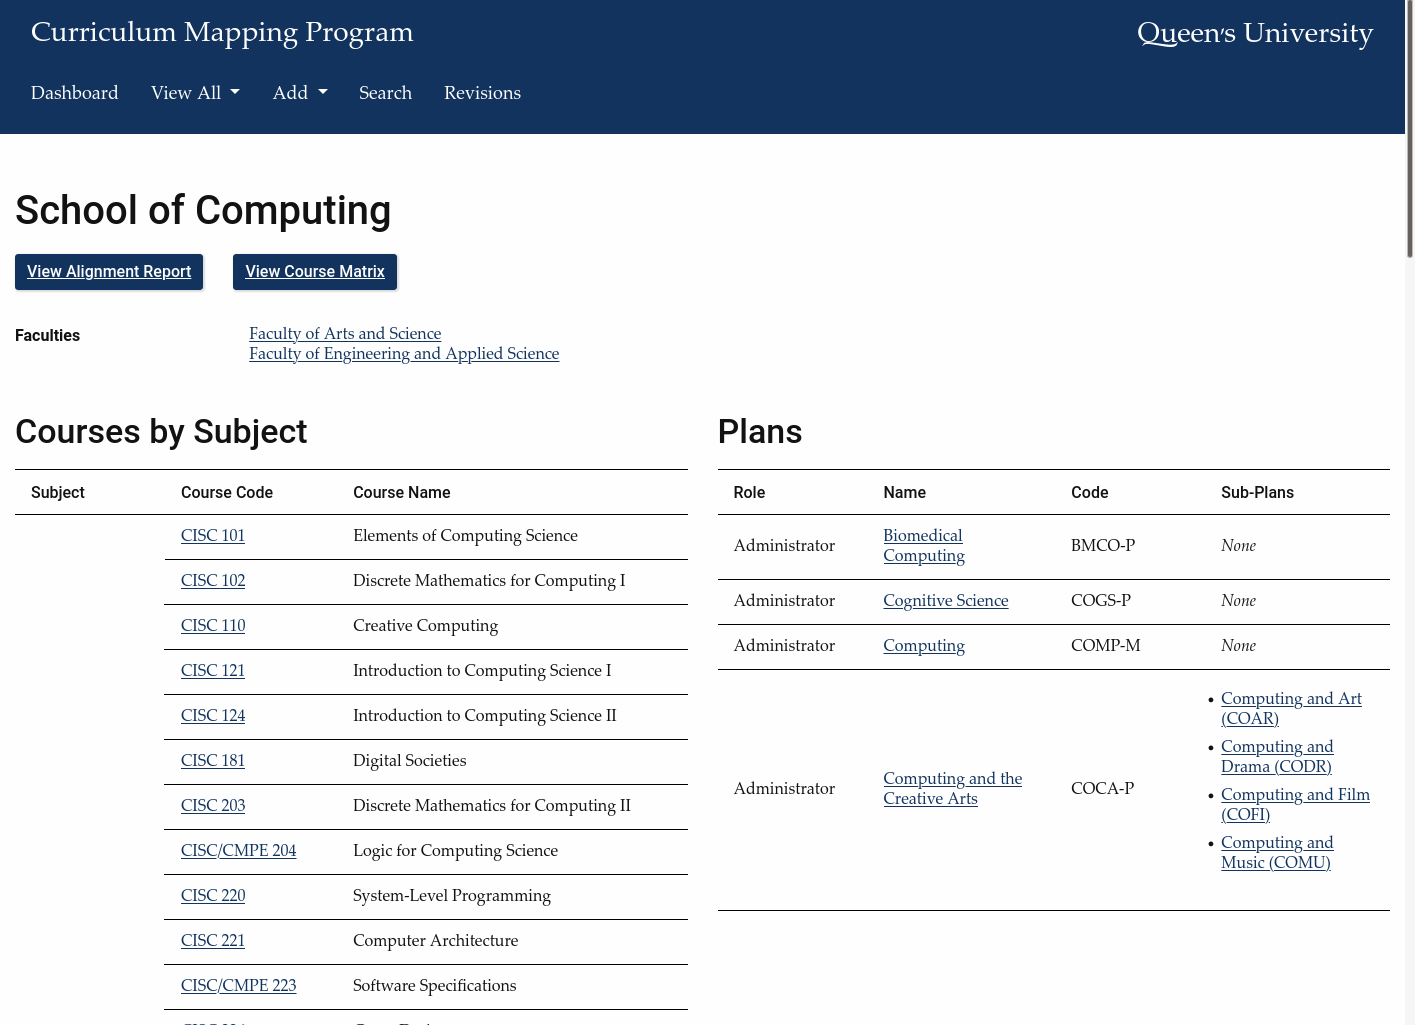 Curriculum Mapping Program
Queen's University
Dashboard View All Add Search Revisions
School of Computing
View Alignment Report View Course Matrix
Faculties
Faculty of Arts and Science
Faculty of Engineering and Applied Science
Courses by Subject
Subject Course Code Course Name
CISC 101 Elements of Computing Science
CISC 102 Discrete Mathematics for Computing I
CISC 110 Creative Computing
CISC 121 Introduction to Computing Science I
CISC 124 Introduction to Computing Science II
CISC 181 Digital Societies
CISC 203 Discrete Mathematics for Computing II
CISC/CMPE 204 Logic for Computing Science
CISC 220 System-Level Programming
CISC 221 Computer Architecture
CISC/CMPE 223 Software Specifications
Plans
Role Name Code Sub-Plans
Administrator Biomedical Computing BMCO-P None
Administrator Cognitive Science COGS-P None
Administrator Computing COMP-M None
Administrator Computing and the Creative Arts COCA-P
• Computing and Art (COAR)
• Computing and Drama (CODR)
• Computing and Film (COFI)
• Computing and Music (COMU)